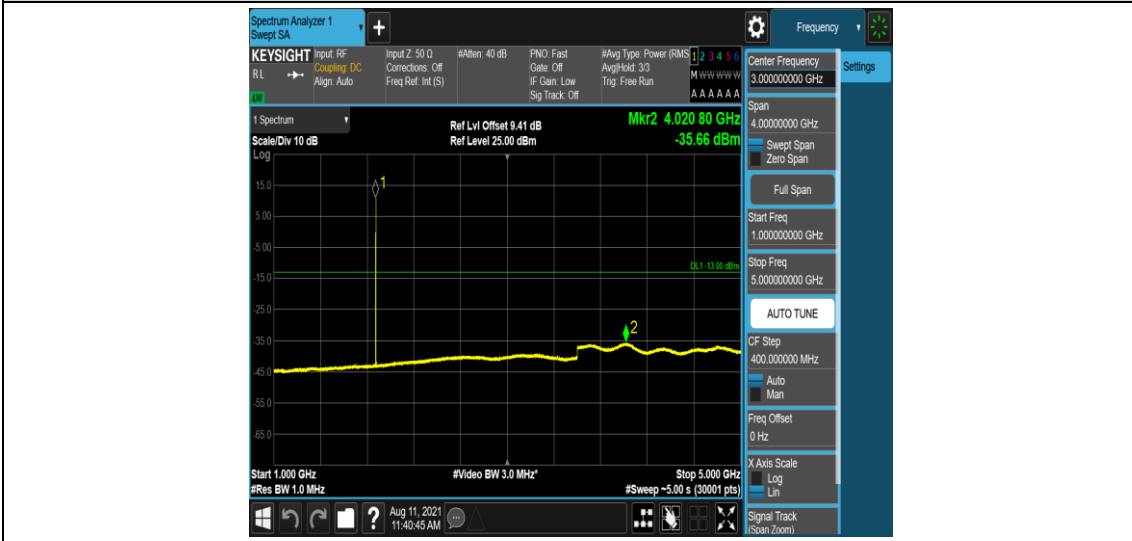 Spectrum Analyzer 1
Swept SA
+
Frequency
KEYSIGHT
RL
Input: RF
Coupling: DC
Align: Auto
Input Z: 50 Ω
Corrections: Off
Freq Ref: Int (S)
#Atten: 40 dB
PNO: Fast
Gate: Off
IF Gain: Low
Sig Track: Off
#Avg Type: Power (RMS
Avg|Hold: 3/3
Trig: Free Run
1 2 3 4 5 6
M W W W W W
A A A A A A
1 Spectrum
Scale/Div 10 dB
Log
Ref Lvl Offset 9.41 dB
Ref Level 25.00 dBm
Mkr2 4.020 80 GHz
-35.66 dBm
15.0
5.00
-5.00
-15.0
-25.0
-35.0
-45.0
-55.0
-65.0
1
DL1 -13.00 dBm
2
Start 1.000 GHz
#Res BW 1.0 MHz
#Video BW 3.0 MHz*
Stop 5.000 GHz
#Sweep ~5.00 s (30001 pts)
?
Aug 11, 2021
11:40:45 AM
Center Frequency
3.000000000 GHz
Settings
Span
4.00000000 GHz
Swept Span
Zero Span
Full Span
Start Freq
1.000000000 GHz
Stop Freq
5.000000000 GHz
AUTO TUNE
CF Step
400.000000 MHz
Auto
Man
Freq Offset
0 Hz
X Axis Scale
Log
Lin
Signal Track
(Span Zoom)